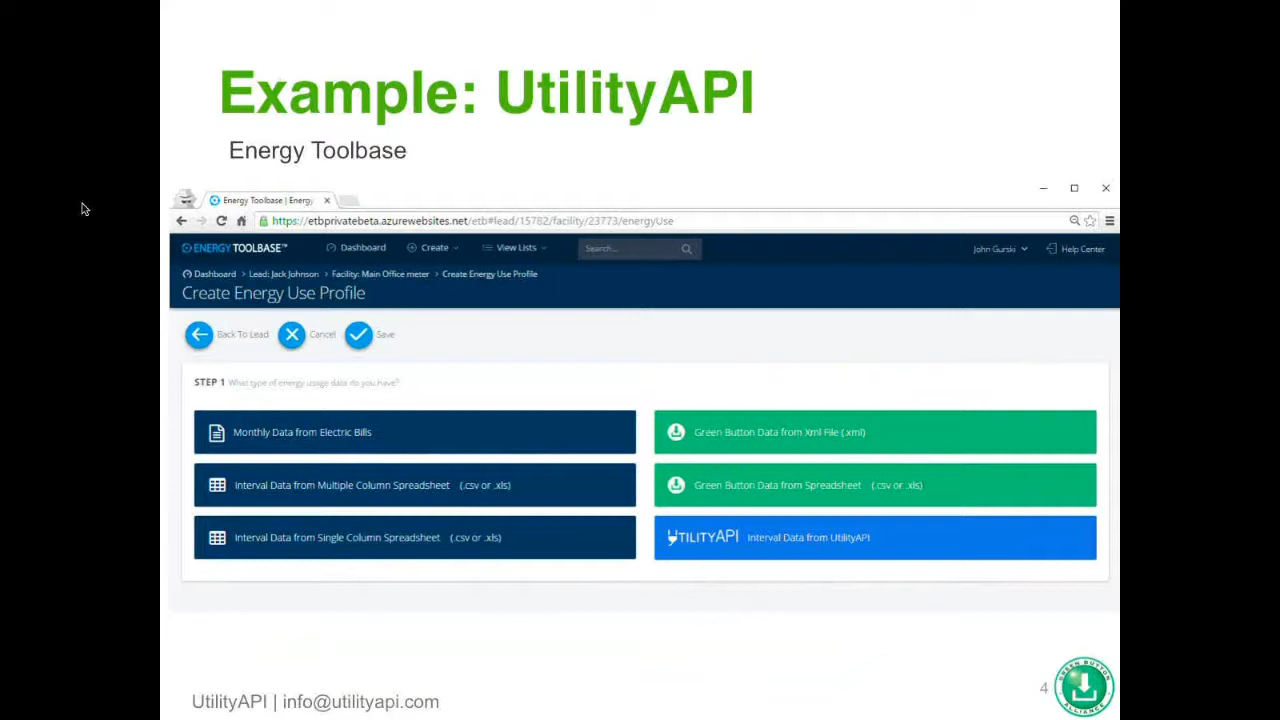 Example: UtilityAPI
Energy Toolbase
Energy Toolbase | Energy
https://etbprivatebeta.azurewebsites.net/etb#lead/15782/facility/23773/energyUse
ENERGY TOOLBASE™ Dashboard Create View Lists Search... John Gurski Help Center
Dashboard > Lead: Jack Johnson > Facility: Main Office meter > Create Energy Use Profile
Create Energy Use Profile
Back To Lead Cancel Save
STEP 1 What type of energy usage data do you have?
Monthly Data from Electric Bills
Green Button Data from Xml File (.xml)
Interval Data from Multiple Column Spreadsheet (.csv or .xls)
Green Button Data from Spreadsheet (.csv or .xls)
Interval Data from Single Column Spreadsheet (.csv or .xls)
UTILITYAPI Interval Data from UtilityAPI
UtilityAPI | info@utilityapi.com
4
GREEN BUTTON
ALLIANCE